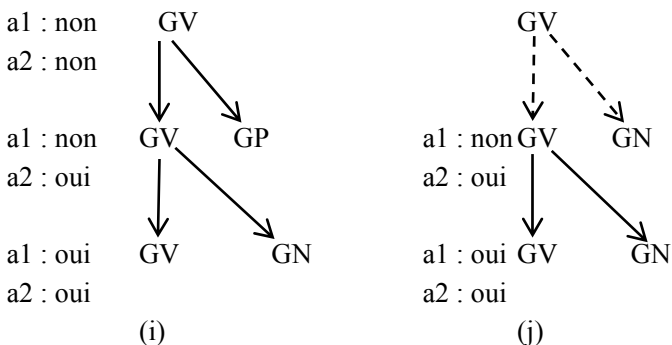 a1 : non GV GV
a2 : non
a1 : non GV GP a1 : non GV GN
a2 : oui a2 : oui
a1 : oui GV GN a1 : oui GV GN
a2 : oui a2 : oui
(i) (j)